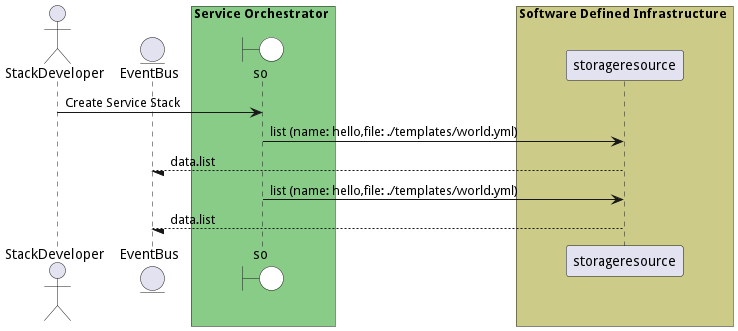 Service Orchestrator
Software Defined Infrastructure
StackDeveloper
EventBus
so
storageresource
Create Service Stack
list (name: hello,file: ./templates/world.yml)
data.list
list (name: hello,file: ./templates/world.yml)
data.list
StackDeveloper
EventBus
so
storageresource